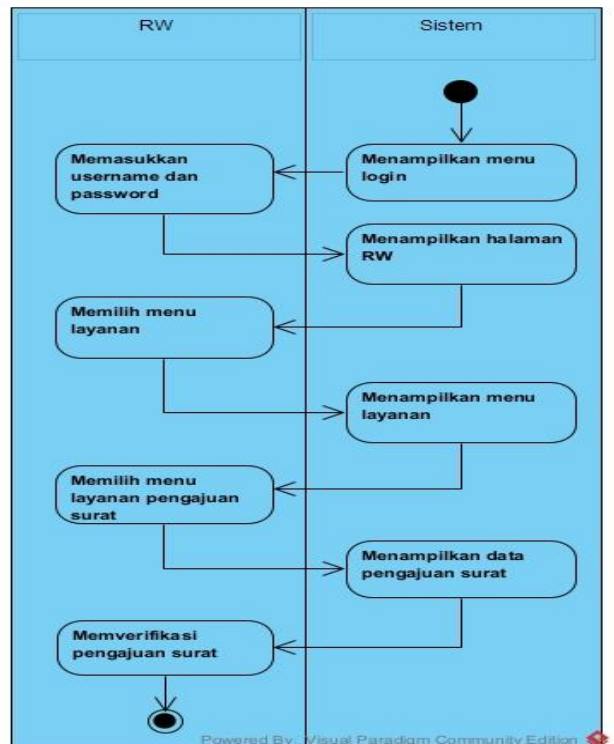 RW
Sistem
Menampilkan menu
login
Memasukkan
username dan
password
Menampilkan halaman
RW
Memilih menu
layanan
Menampilkan menu
layanan
Memilih menu
layanan pengajuan
surat
Menampilkan data
pengajuan surat
Memverifikasi
pengajuan surat
Powered By Visual Paradigm Community Edition